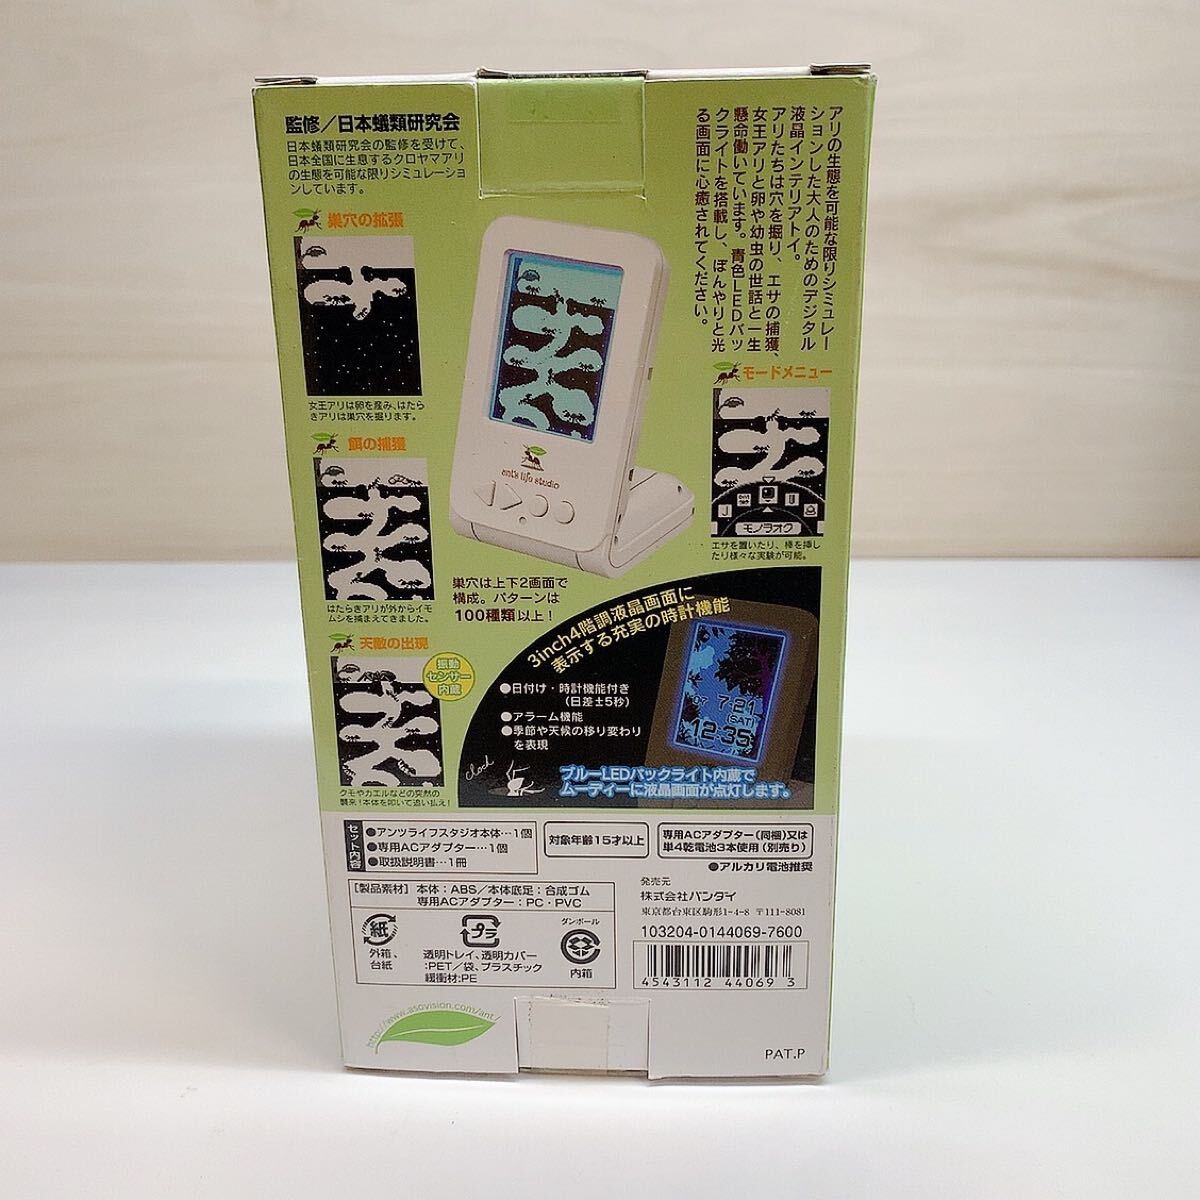 監修/日本蟻類研究会
日本蟻類研究会の監修を受けて、
日本全国に生息するクロヤマアリ
の生態を可能な限りシミュレーショ
ンしています。
アリの生態を可能な限りシミュレー
ションした大人のためのデジタル
液晶インテリアトイ。
アリたちは穴を掘り、エサの捕獲、
女王アリと卵や幼虫の世話と一生
懸命働いています。青色LEDバッ
クライトを搭載し、ぼんやりと光
る画面に心癒されてください。
巣穴の拡張
女王アリは卵を産み、はたら
きアリは巣穴を掘ります。
餌の捕獲
はたらきアリが外からイモ
ムシを捕まえてきました。
天敵の出現
振動
センサー
内蔵
クモやカエルなどの突然の
襲来!本体を叩いて追い払え!
ant's life studio
巣穴は上下2画面で
構成。パターンは
100種類以上!
モードメニュー
モノラオク
エサを置いたり、棒を挿し
たり様々な実験が可能。
3inch4階調液晶画面に
表示する充実の時計機能
●日付け・時計機能付き
(日差±5秒)
●アラーム機能
●季節や天候の移り変わり
を表現
07 7-21
(SAT)
12:35
clock
ブルーLEDバックライト内蔵で
ムーディーに液晶画面が点灯します。
セット内容
●アンツライフスタジオ本体…1個
●専用ACアダプター…1個
●取扱説明書…1冊
対象年齢15才以上
専用ACアダプター(同梱)又は
単4乾電池3本使用(別売り)
●アルカリ電池推奨
[製品素材] 本体:ABS/本体底足:合成ゴム
専用ACアダプター:PC・PVC
紙
外箱、
台紙
プラ
透明トレイ、透明カバー
:PET/袋、プラスチック
緩衝材:PE
ダンボール
内箱
発売元
株式会社バンダイ
東京都台東区駒形1-4-8 〒111-8081
103204-0144069-7600
4543112 440693
http://www.asovision.com/ant/
PAT.P